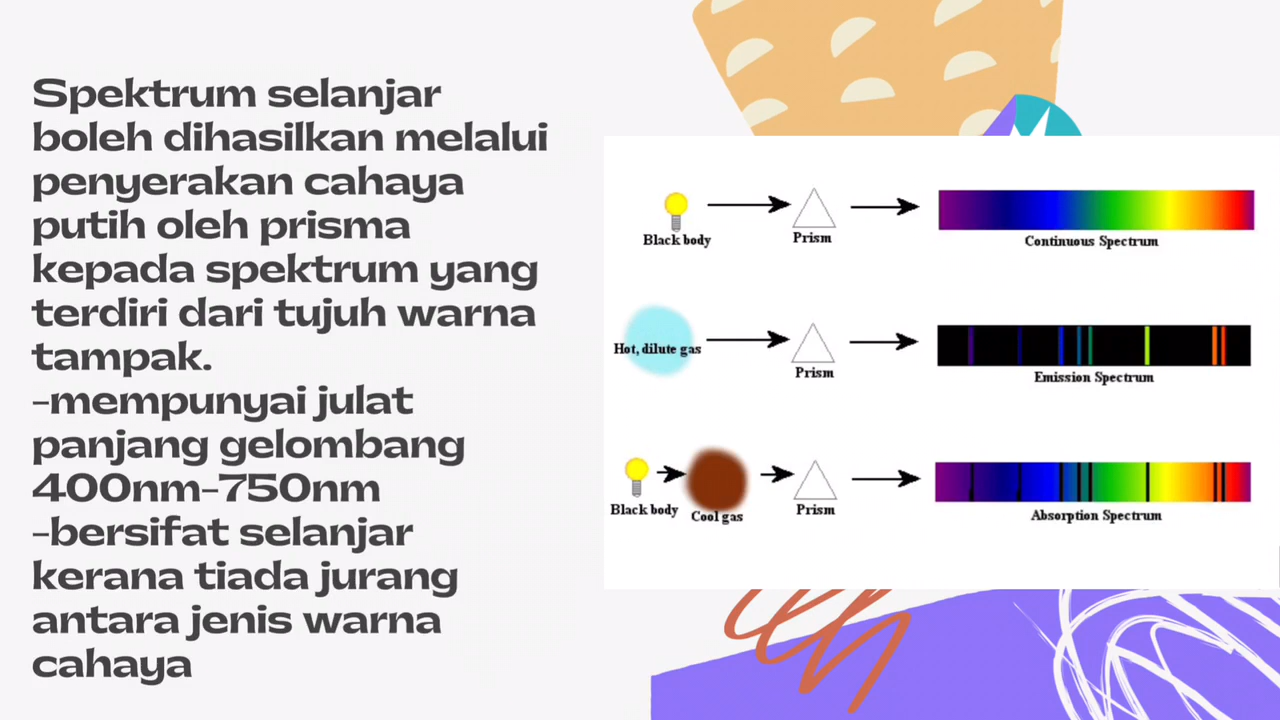 Spektrum selanjar
boleh dihasilkan melalui
penyerakan cahaya
putih oleh prisma
kepada spektrum yang
terdiri dari tujuh warna
tampak.
-mempunyai julat
panjang gelombang
400nm-750nm
-bersifat selanjar
kerana tiada jurang
antara jenis warna
cahaya
Black body
Prism
Continuous Spectrum
Hot, dilute gas
Prism
Emission Spectrum
Black body
Cool gas
Prism
Absorption Spectrum